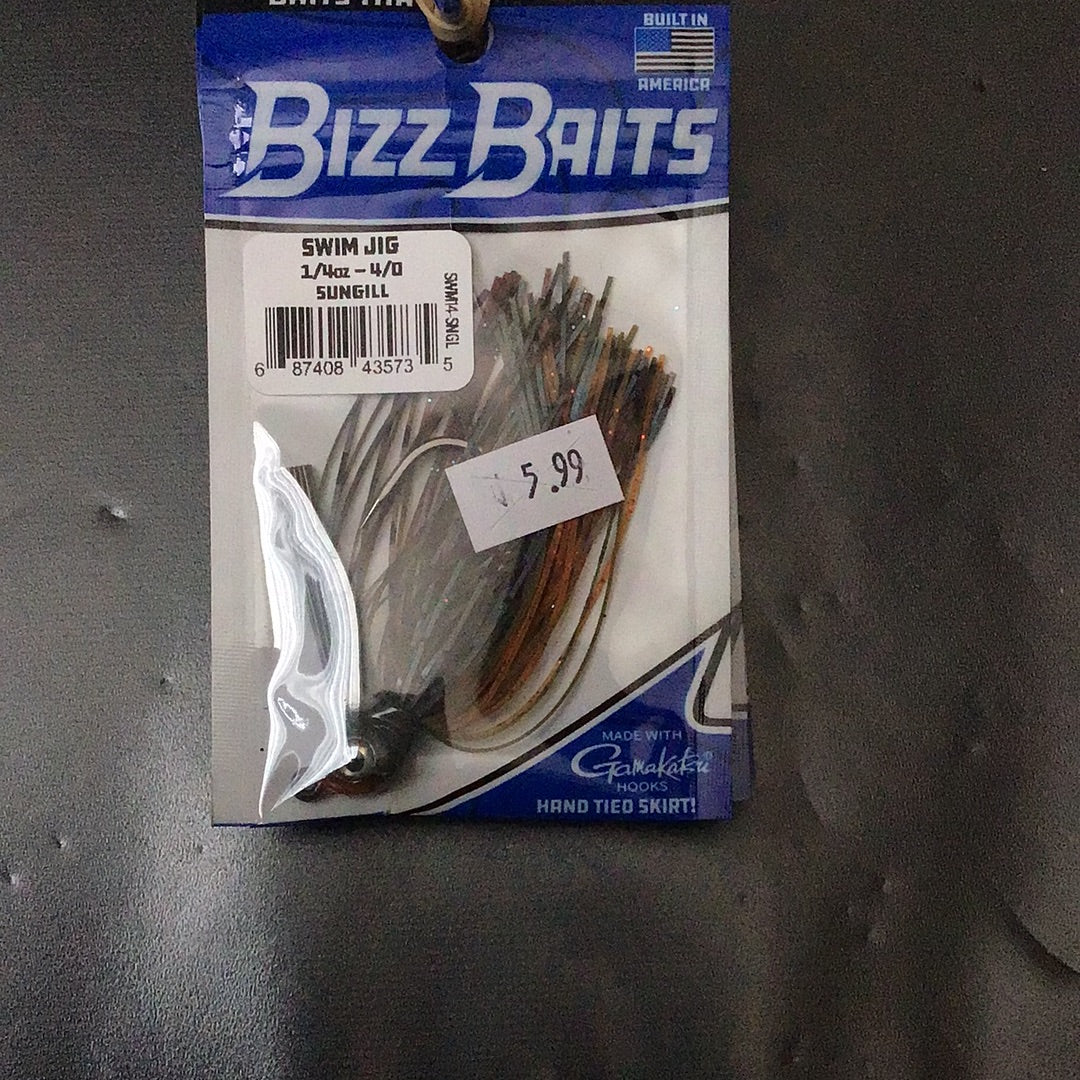 BUILT IN
AMERICA
BIZZ BAITS
SWIM JIG
1/4oz - 4/0
SUNGILL
SWM14-SNGL
6 87408 43573 5
5.99
MADE WITH
Gamakatsu
HOOKS
HAND TIED SKIRT!